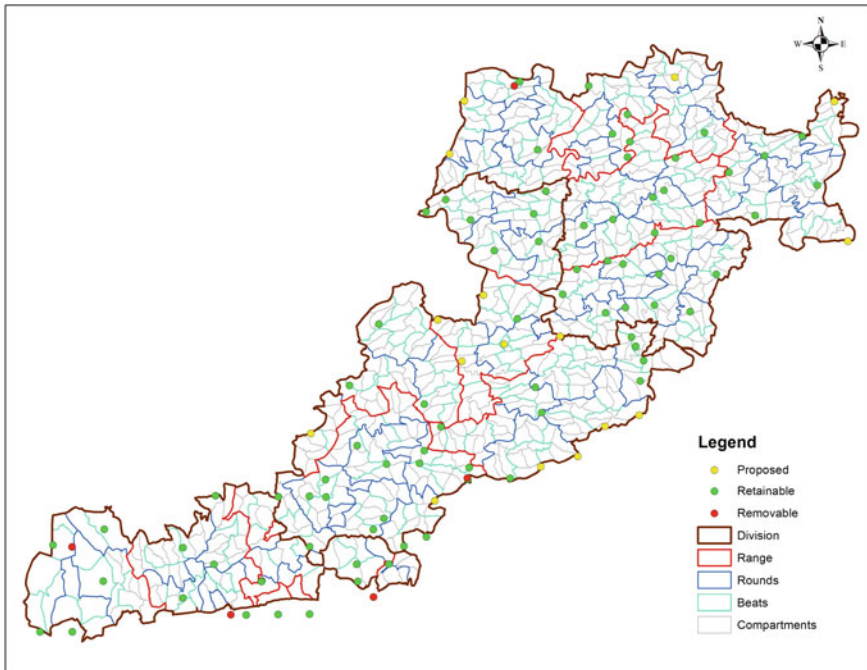 N
W E
S
Legend
Proposed
Retainable
Removable
Division
Range
Rounds
Beats
Compartments